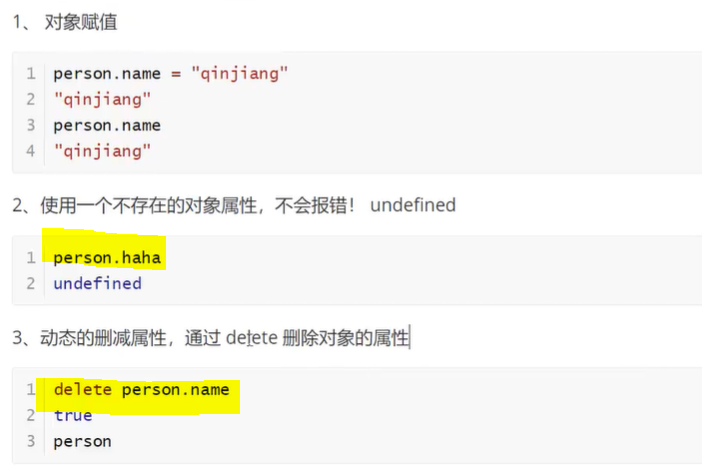 1、 对象赋值
1 person.name = "qinjiang"
2 "qinjiang"
3 person.name
4 "qinjiang"
2、使用一个不存在的对象属性，不会报错！ undefined
1 person.haha
2 undefined
3、动态的删减属性，通过 delete 删除对象的属性
1 delete person.name
2 true
3 person